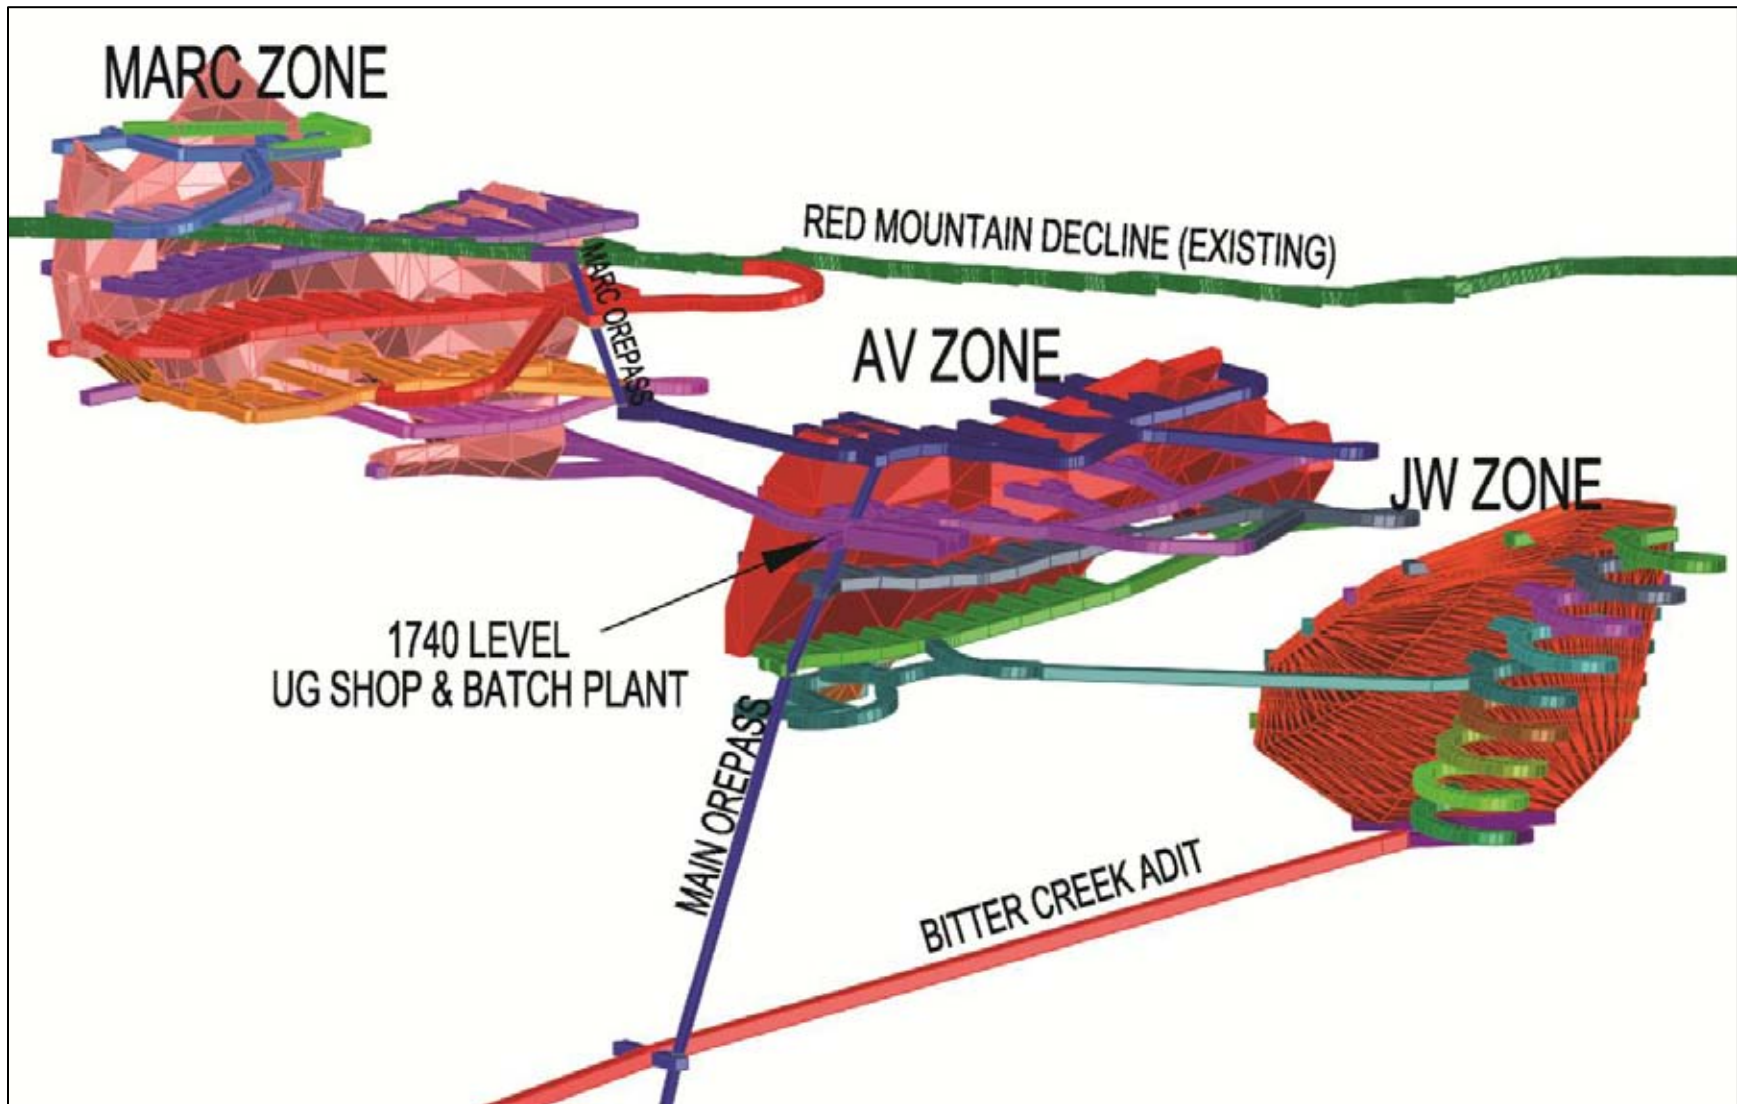 MARC ZONE
RED MOUNTAIN DECLINE (EXISTING)
MARC OREPASS
AV ZONE
JW ZONE
1740 LEVEL
UG SHOP & BATCH PLANT
MAIN OREPASS
BITTER CREEK ADIT